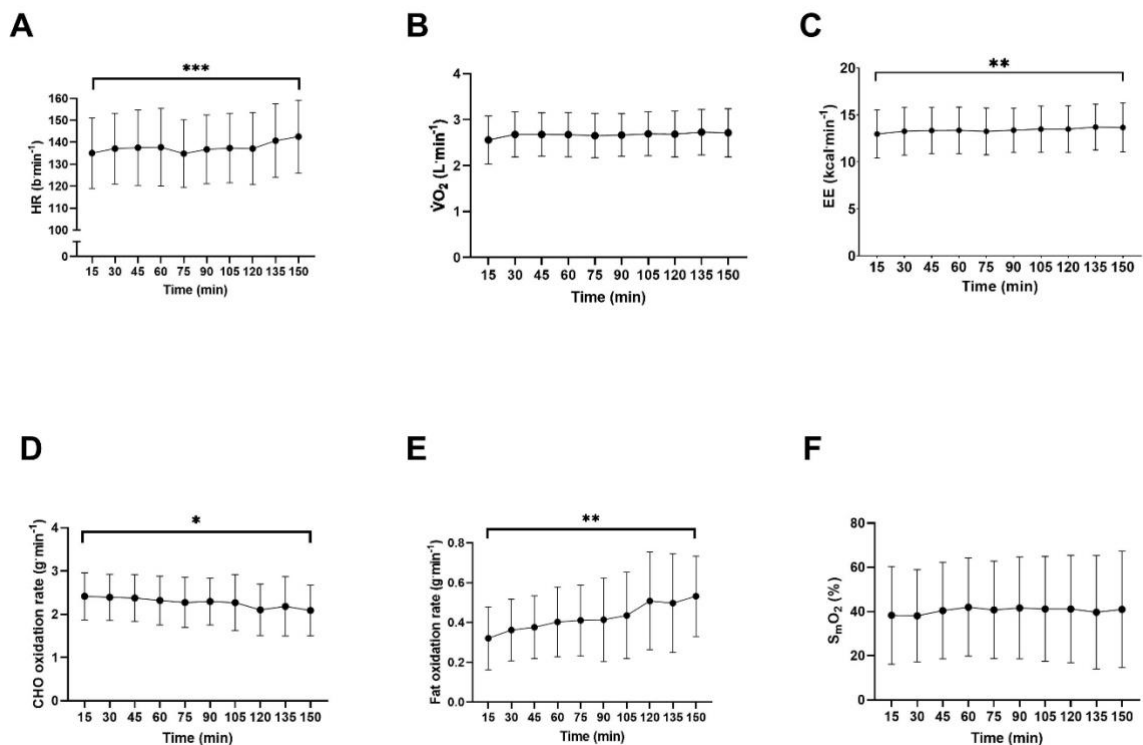 A
***
HR (b·min⁻¹)
160
150
140
130
120
110
100
0
15 30 45 60 75 90 105 120 135 150
Time (min)
B
V̇O₂ (L·min⁻¹)
4
3
2
1
0
15 30 45 60 75 90 105 120 135 150
Time (min)
C
**
EE (kcal·min⁻¹)
20
15
10
5
0
15 30 45 60 75 90 105 120 135 150
Time (min)
D
*
CHO oxidation rate (g·min⁻¹)
4
3
2
1
0
15 30 45 60 75 90 105 120 135 150
Time (min)
E
**
Fat oxidation rate (g·min⁻¹)
0.8
0.6
0.4
0.2
0.0
15 30 45 60 75 90 105 120 135 150
Time (min)
F
SₘO₂ (%)
80
60
40
20
0
15 30 45 60 75 90 105 120 135 150
Time (min)